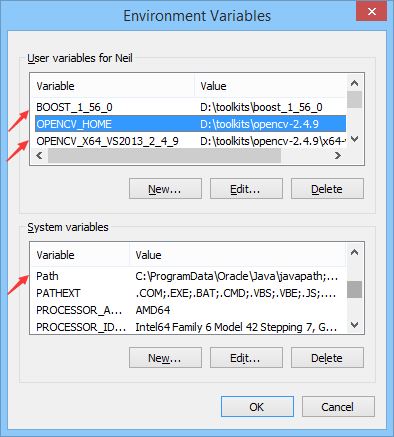 Environment Variables
User variables for Neil
Variable Value
BOOST_1_56_0 D:\toolkits\boost_1_56_0
OPENCV_HOME D:\toolkits\opencv-2.4.9
OPENCV_X64_VS2013_2_4_9 D:\toolkits\opencv-2.4.9\x64-v
New... Edit... Delete
System variables
Variable Value
Path C:\ProgramData\Oracle\Java\javapath;...
PATHEXT .COM;.EXE;.BAT;.CMD;.VBS;.VBE;.JS;....
PROCESSOR_A... AMD64
PROCESSOR_ID... Intel64 Family 6 Model 42 Stepping 7, G...
New... Edit... Delete
OK Cancel